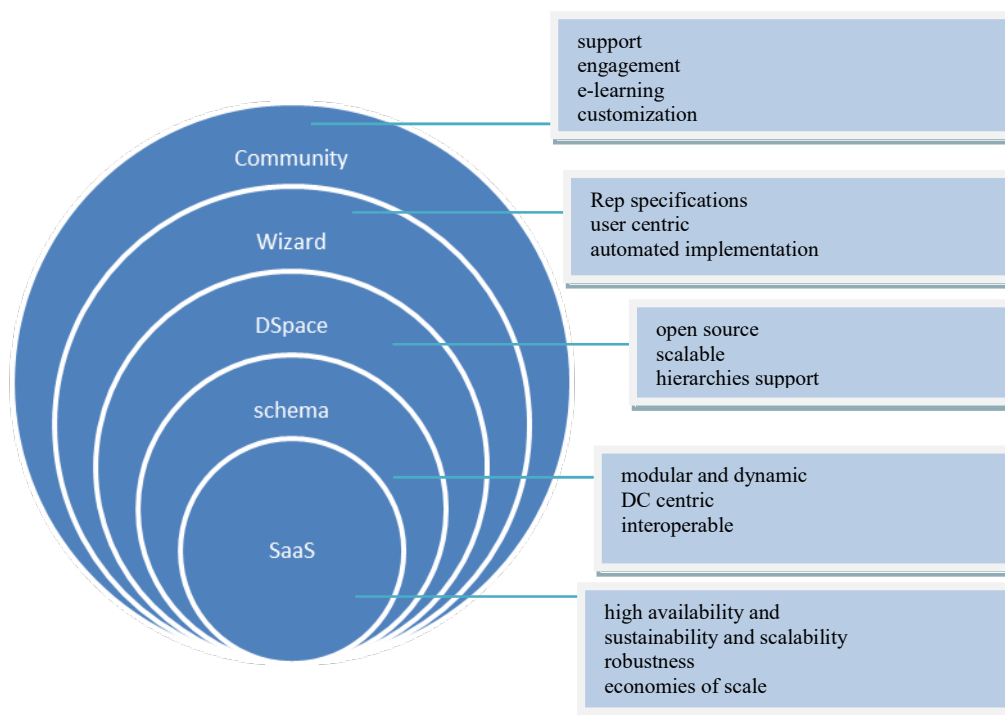 support
engagement
e-learning
customization
Community
Rep specifications
user centric
automated implementation
Wizard
DSpace
open source
scalable
hierarchies support
schema
modular and dynamic
DC centric
interoperable
SaaS
high availability and
sustainability and scalability
robustness
economies of scale